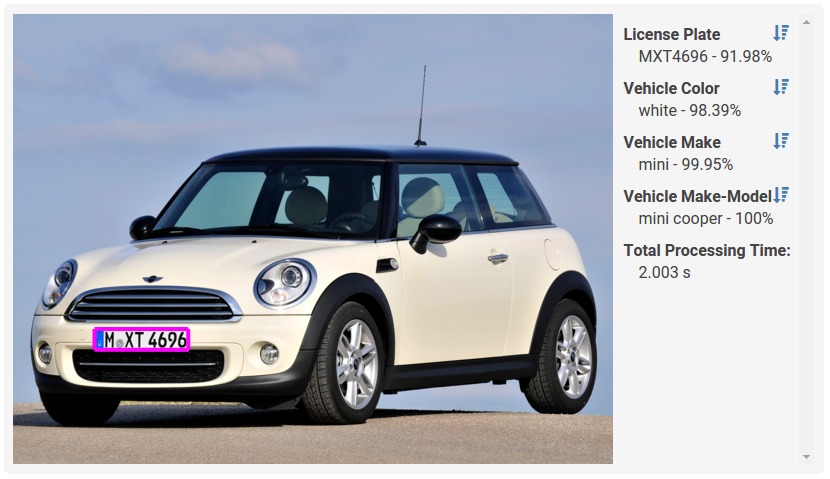 M XT 4696
License Plate
MXT4696 - 91.98%
Vehicle Color
white - 98.39%
Vehicle Make
mini - 99.95%
Vehicle Make-Model
mini cooper - 100%
Total Processing Time:
2.003 s